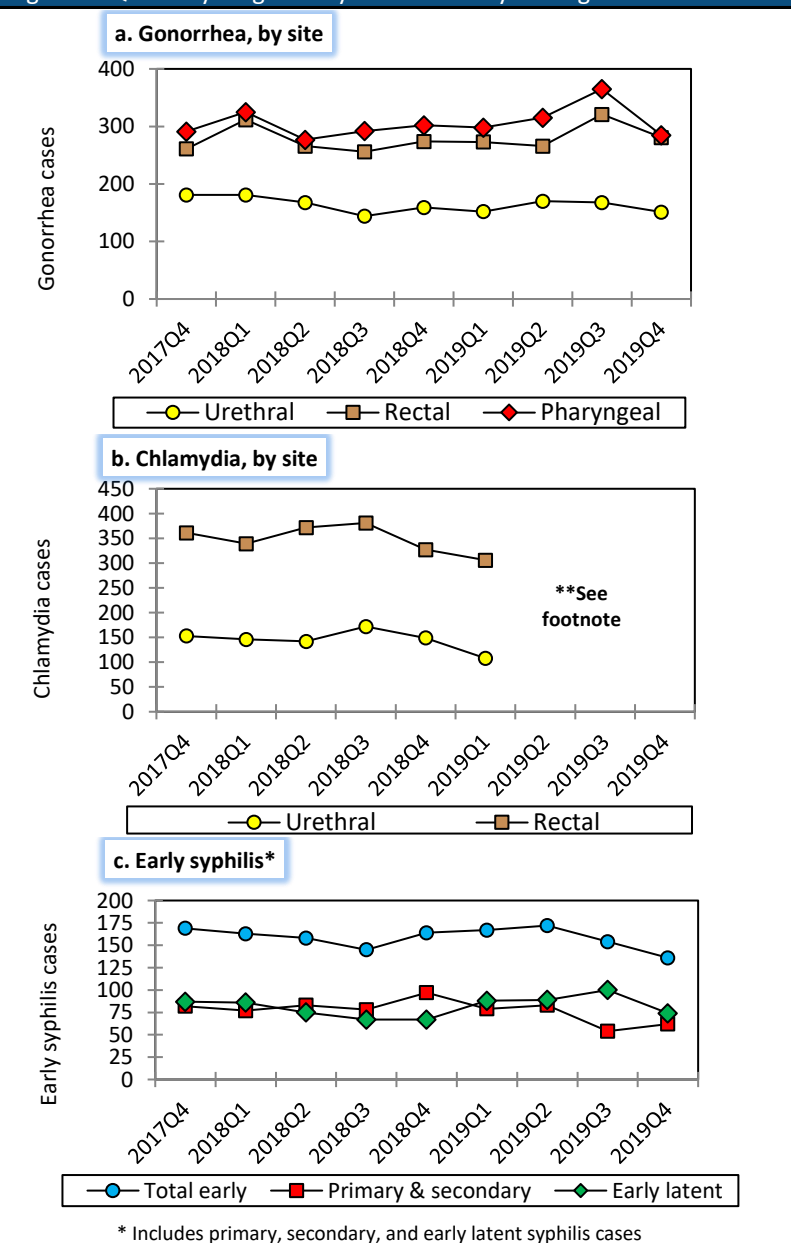 a. Gonorrhea, by site
400
300
200
100
0
Gonorrhea cases
2017Q4
2018Q1
2018Q2
2018Q3
2018Q4
2019Q1
2019Q2
2019Q3
2019Q4
Urethral Rectal Pharyngeal
b. Chlamydia, by site
450
400
350
300
250
200
150
100
50
0
Chlamydia cases
**See
footnote
2017Q4
2018Q1
2018Q2
2018Q3
2018Q4
2019Q1
2019Q2
2019Q3
2019Q4
Urethral Rectal
c. Early syphilis*
200
175
150
125
100
75
50
25
0
Early syphilis cases
2017Q4
2018Q1
2018Q2
2018Q3
2018Q4
2019Q1
2019Q2
2019Q3
2019Q4
Total early Primary & secondary Early latent
* Includes primary, secondary, and early latent syphilis cases